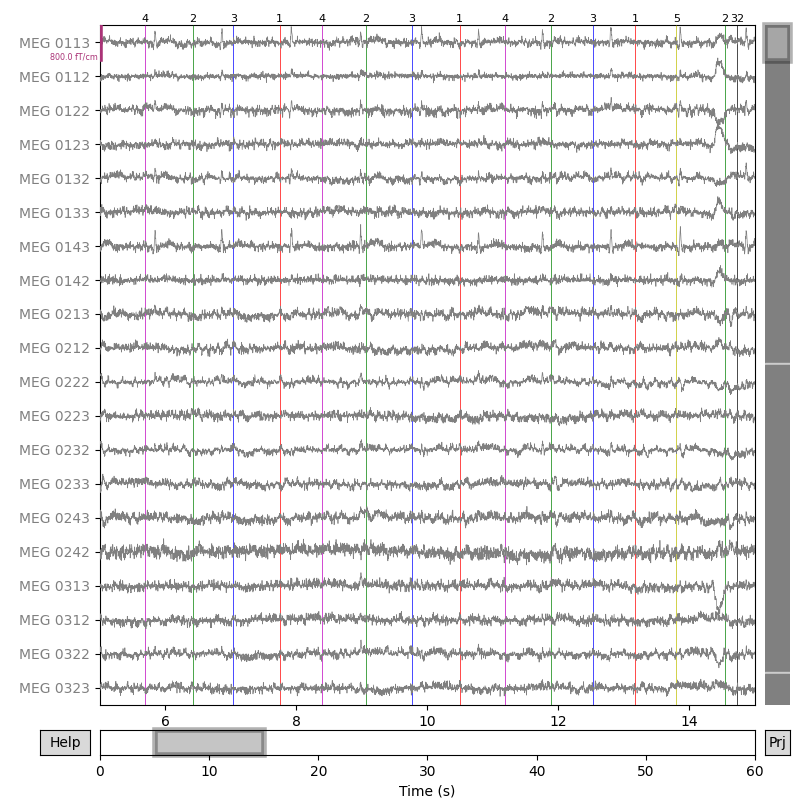 4 2 3 1 4 2 3 1 4 2 3 1 5 2 3 2
MEG 0113
800.0 fT/cm
MEG 0112
MEG 0122
MEG 0123
MEG 0132
MEG 0133
MEG 0143
MEG 0142
MEG 0213
MEG 0212
MEG 0222
MEG 0223
MEG 0232
MEG 0233
MEG 0243
MEG 0242
MEG 0313
MEG 0312
MEG 0322
MEG 0323
6 8 10 12 14
Help Prj
0 10 20 30 40 50 60
Time (s)